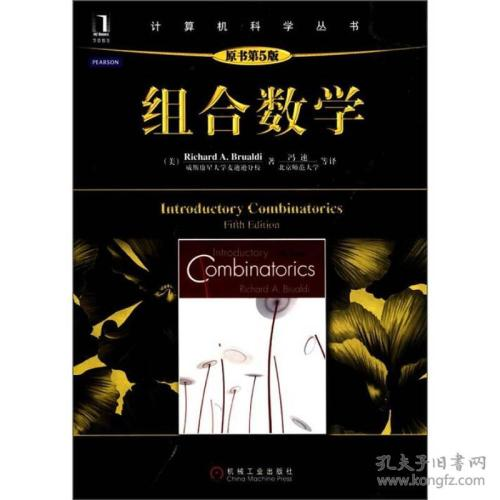 计算机科学丛书
PEARSON
原书第5版
组合数学
（美） Richard A. Brualdi 著 冯速 等译
威斯康星大学麦迪逊分校 北京师范大学
Introductory Combinatorics
Fifth Edition
Introductory
Combinatorics
Richard A. Brualdi
机械工业出版社
China Machine Press
孔夫子旧书网
www.kongfz.com